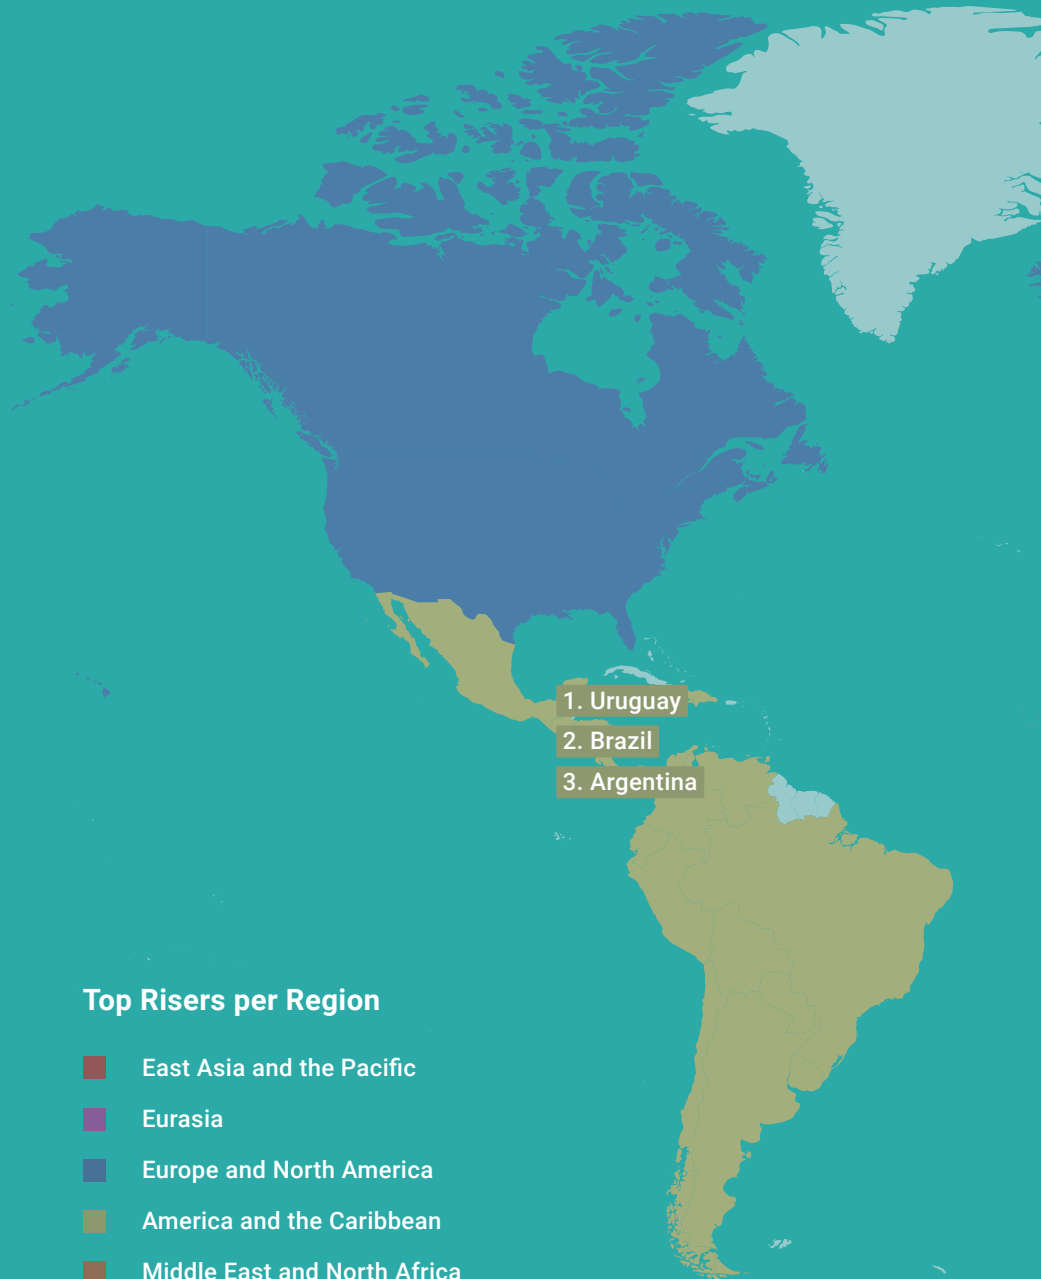 1. Uruguay
2. Brazil
3. Argentina
Top Risers per Region
East Asia and the Pacific
Eurasia
Europe and North America
America and the Caribbean
Middle East and North Africa